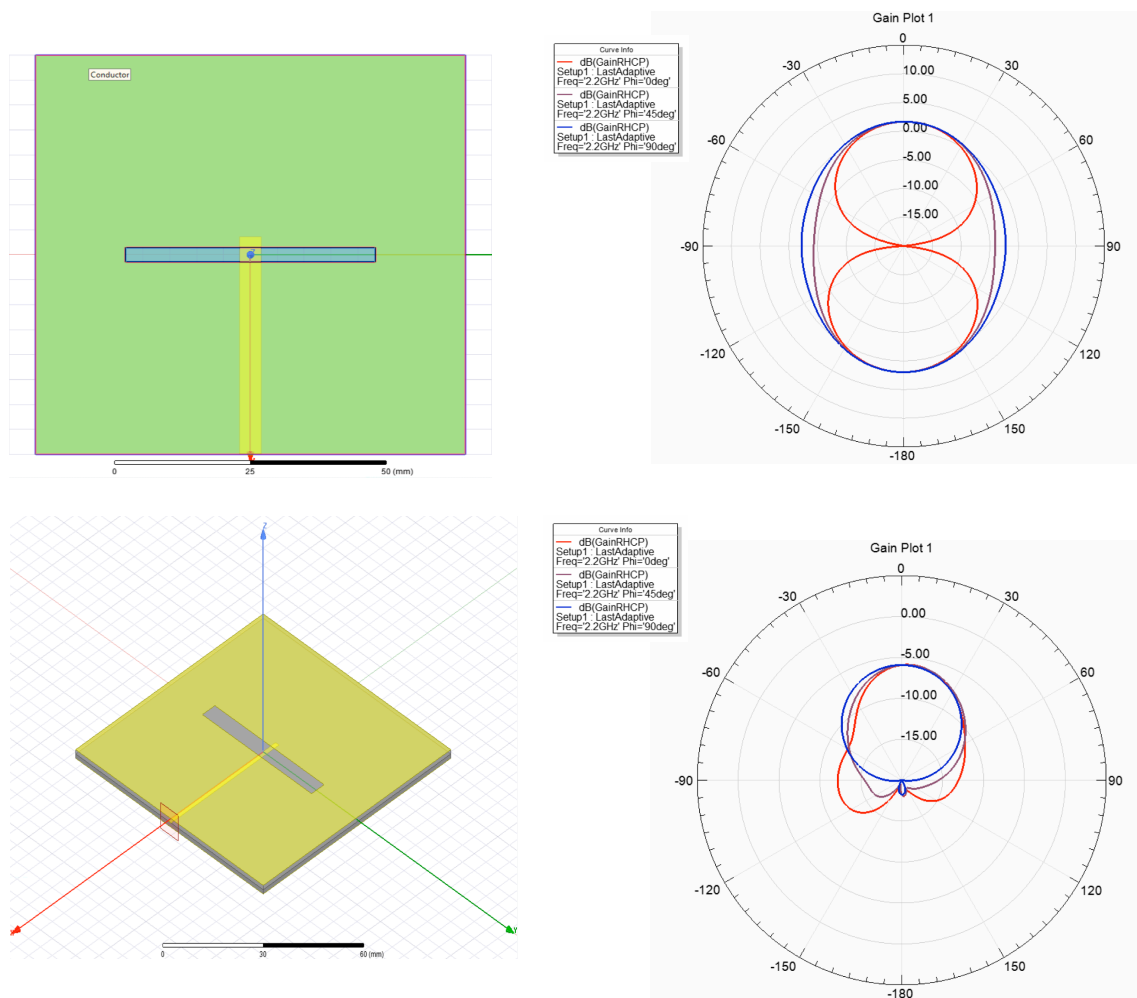 Conductor
0
25
50 (mm)
Curve Info
dB(GainRHCP)
Setup1 : LastAdaptive
Freq='2.2GHz' Phi='0deg'
dB(GainRHCP)
Setup1 : LastAdaptive
Freq='2.2GHz' Phi='45deg'
dB(GainRHCP)
Setup1 : LastAdaptive
Freq='2.2GHz' Phi='90deg'
Gain Plot 1
0
-30
30
-60
60
-90
90
-120
120
-150
150
-180
10.00
5.00
0.00
-5.00
-10.00
-15.00
Z
0
30
60 (mm)
Curve Info
dB(GainRHCP)
Setup1 : LastAdaptive
Freq='2.2GHz' Phi='0deg'
dB(GainRHCP)
Setup1 : LastAdaptive
Freq='2.2GHz' Phi='45deg'
dB(GainRHCP)
Setup1 : LastAdaptive
Freq='2.2GHz' Phi='90deg'
Gain Plot 1
0
-30
30
-60
60
-90
90
-120
120
-150
150
-180
0.00
-5.00
-10.00
-15.00